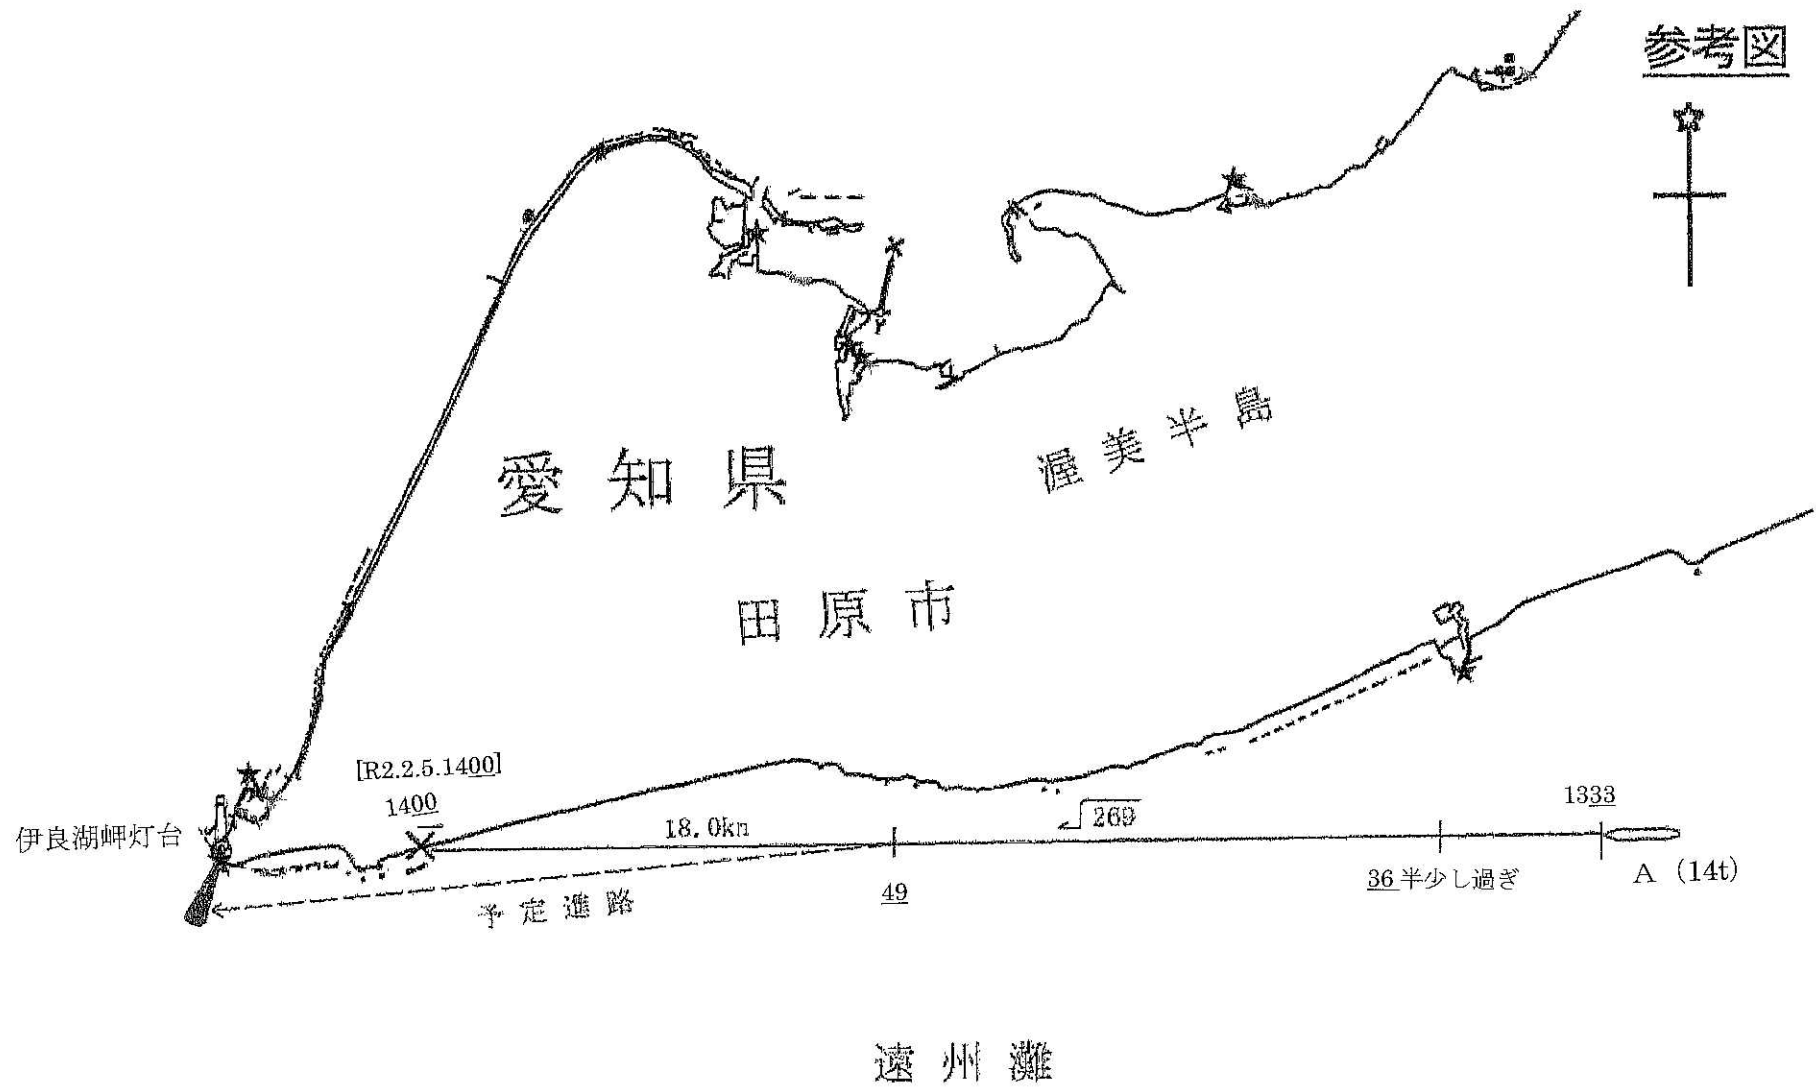 参考図
愛知県
渥美半島
田原市
[R2.2.5.1400]
1400
伊良湖岬灯台
18.0kn
269
1333
予定進路
49
36半少し過ぎ
A (14t)
遠州灘